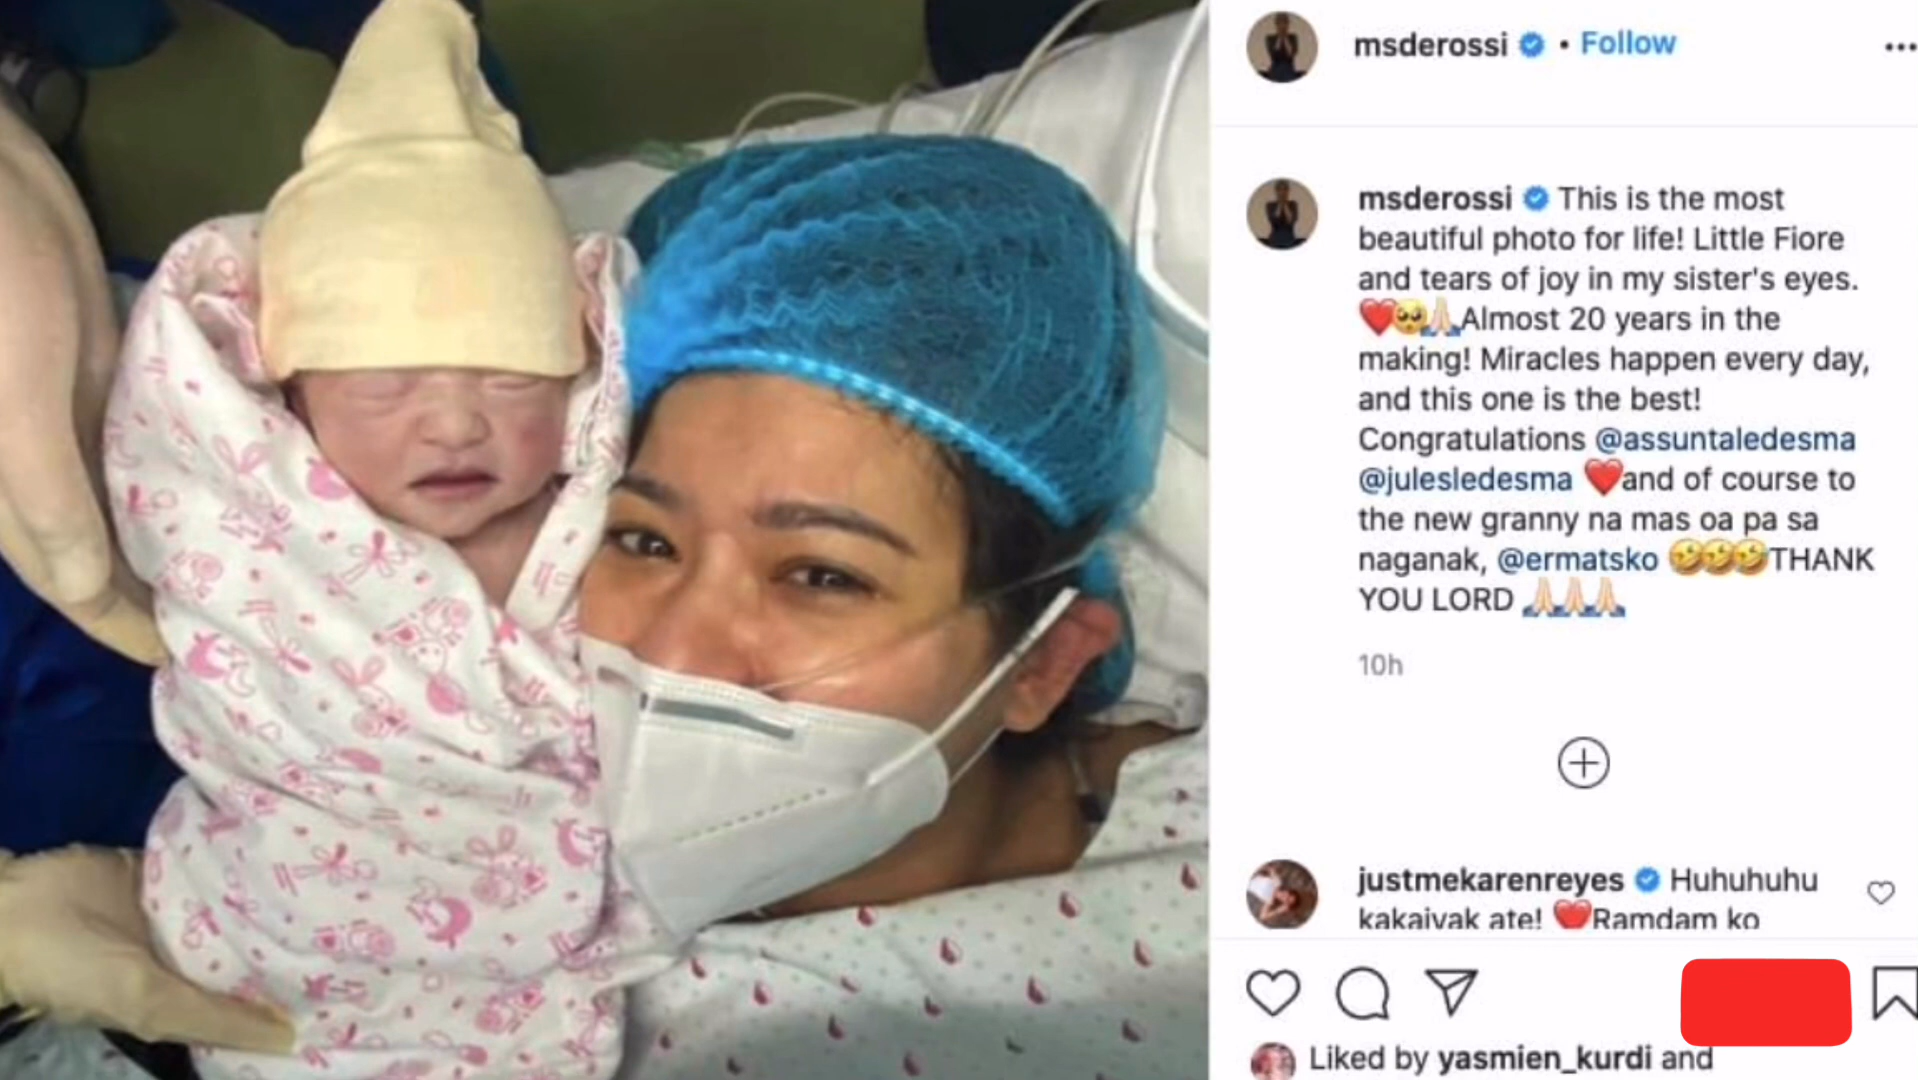 msderossi • Follow
msderossi This is the most
beautiful photo for life! Little Fiore
and tears of joy in my sister's eyes.
❤️🥺🙏🏻Almost 20 years in the
making! Miracles happen every day,
and this one is the best!
Congratulations @assuntaledesma
@julesledesma ❤️and of course to
the new granny na mas oa pa sa
naganak, @ermatsko 🤣🤣🤣THANK
YOU LORD 🙏🏻🙏🏻🙏🏻
10h
justmekarenreyes Huhuhuhu
kakaivak ate! ❤️Ramdam ko
Liked by yasmien_kurdi and